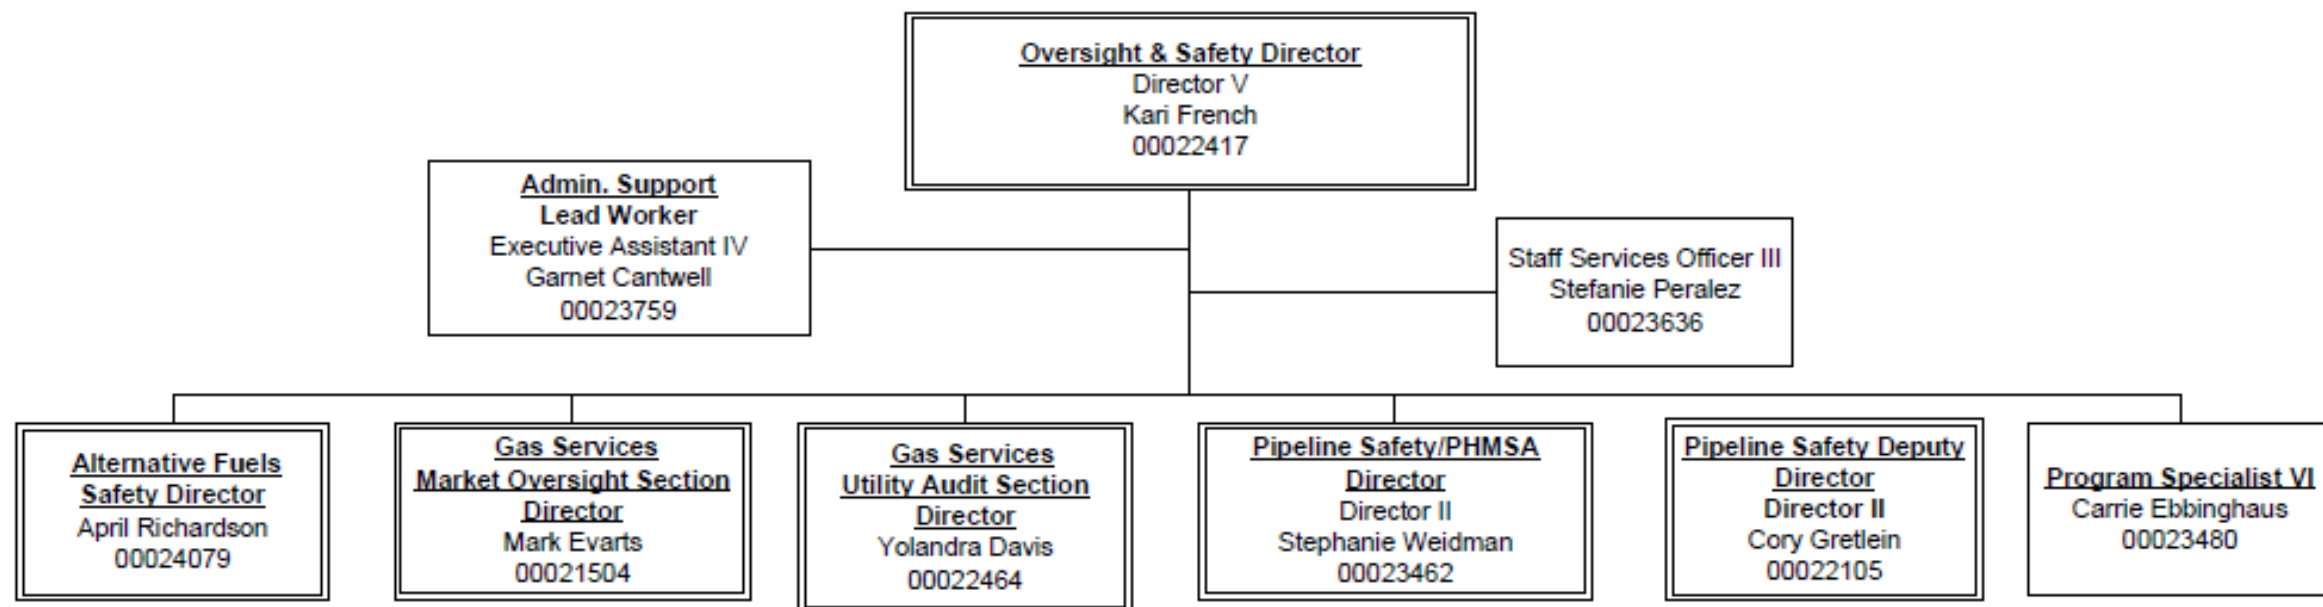 Oversight & Safety Director
Director V
Kari French
00022417
Admin. Support
Lead Worker
Executive Assistant IV
Garnet Cantwell
00023759
Staff Services Officer III
Stefanie Peralez
00023636
Alternative Fuels
Safety Director
April Richardson
00024079
Gas Services
Market Oversight Section
Director
Mark Evarts
00021504
Gas Services
Utility Audit Section
Director
Yolandra Davis
00022464
Pipeline Safety/PHMSA
Director
Director II
Stephanie Weidman
00023462
Pipeline Safety Deputy
Director
Director II
Cory Gretlein
00022105
Program Specialist VI
Carrie Ebbinghaus
00023480